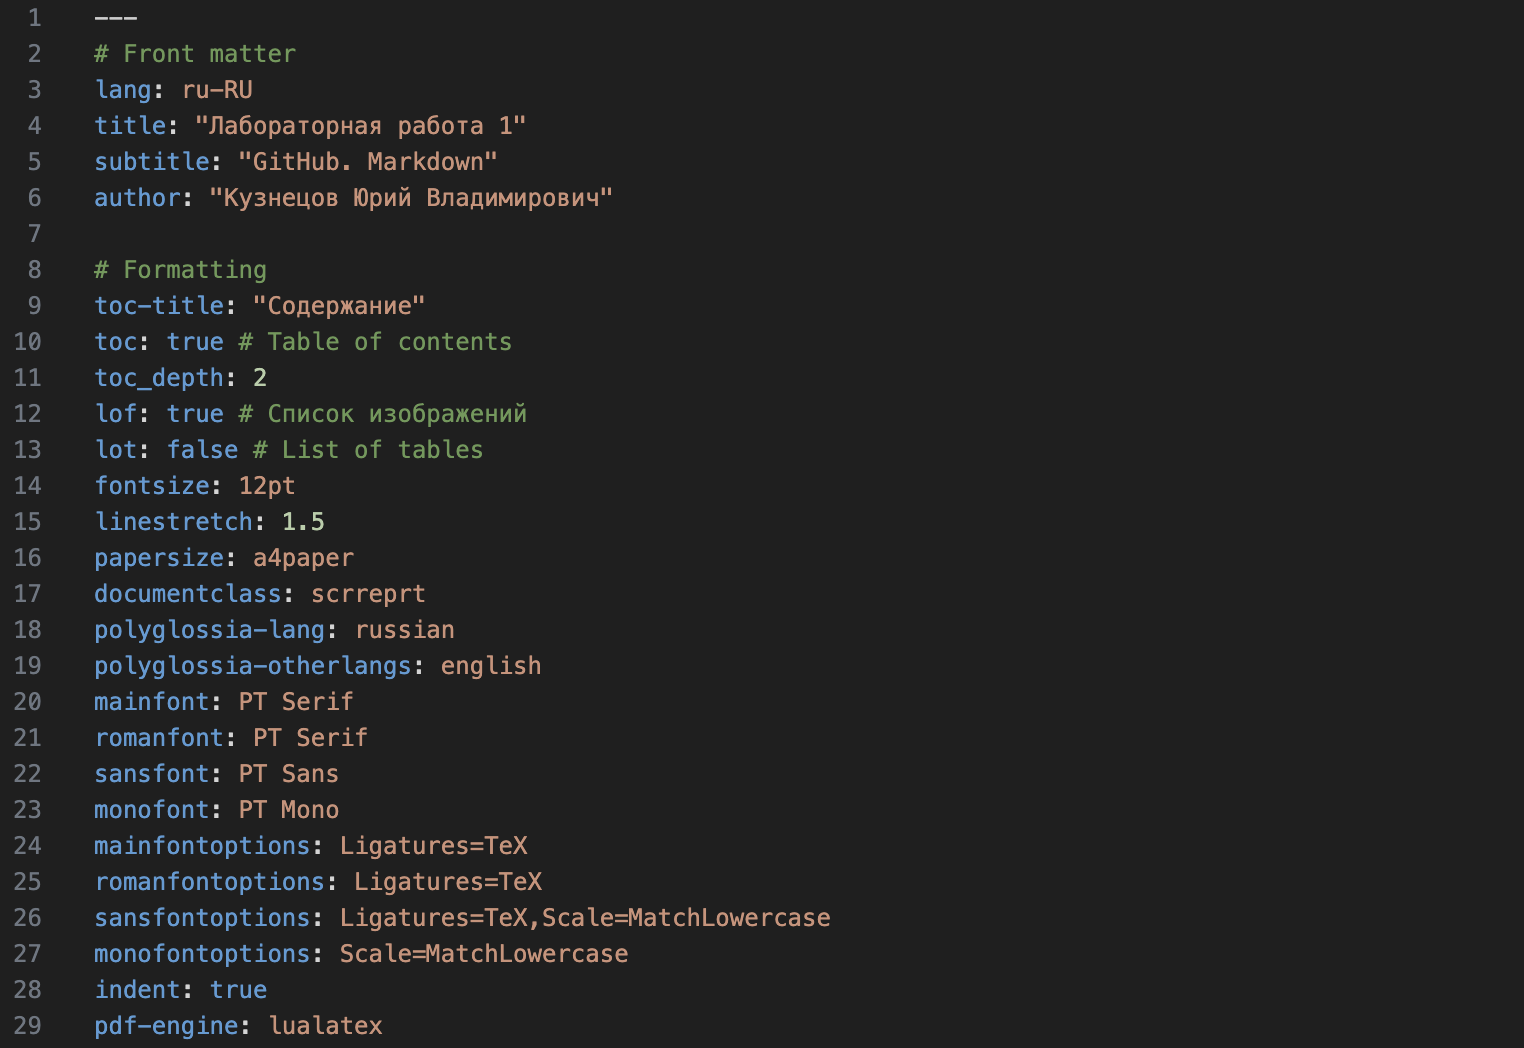 1 ---
2 # Front matter
3 lang: ru-RU
4 title: "Лабораторная работа 1"
5 subtitle: "GitHub. Markdown"
6 author: "Кузнецов Юрий Владимирович"
7
8 # Formatting
9 toc-title: "Содержание"
10 toc: true # Table of contents
11 toc_depth: 2
12 lof: true # Список изображений
13 lot: false # List of tables
14 fontsize: 12pt
15 linestretch: 1.5
16 papersize: a4paper
17 documentclass: scrreprt
18 polyglossia-lang: russian
19 polyglossia-otherlangs: english
20 mainfont: PT Serif
21 romanfont: PT Serif
22 sansfont: PT Sans
23 monofont: PT Mono
24 mainfontoptions: Ligatures=TeX
25 romanfontoptions: Ligatures=TeX
26 sansfontoptions: Ligatures=TeX,Scale=MatchLowercase
27 monofontoptions: Scale=MatchLowercase
28 indent: true
29 pdf-engine: lualatex